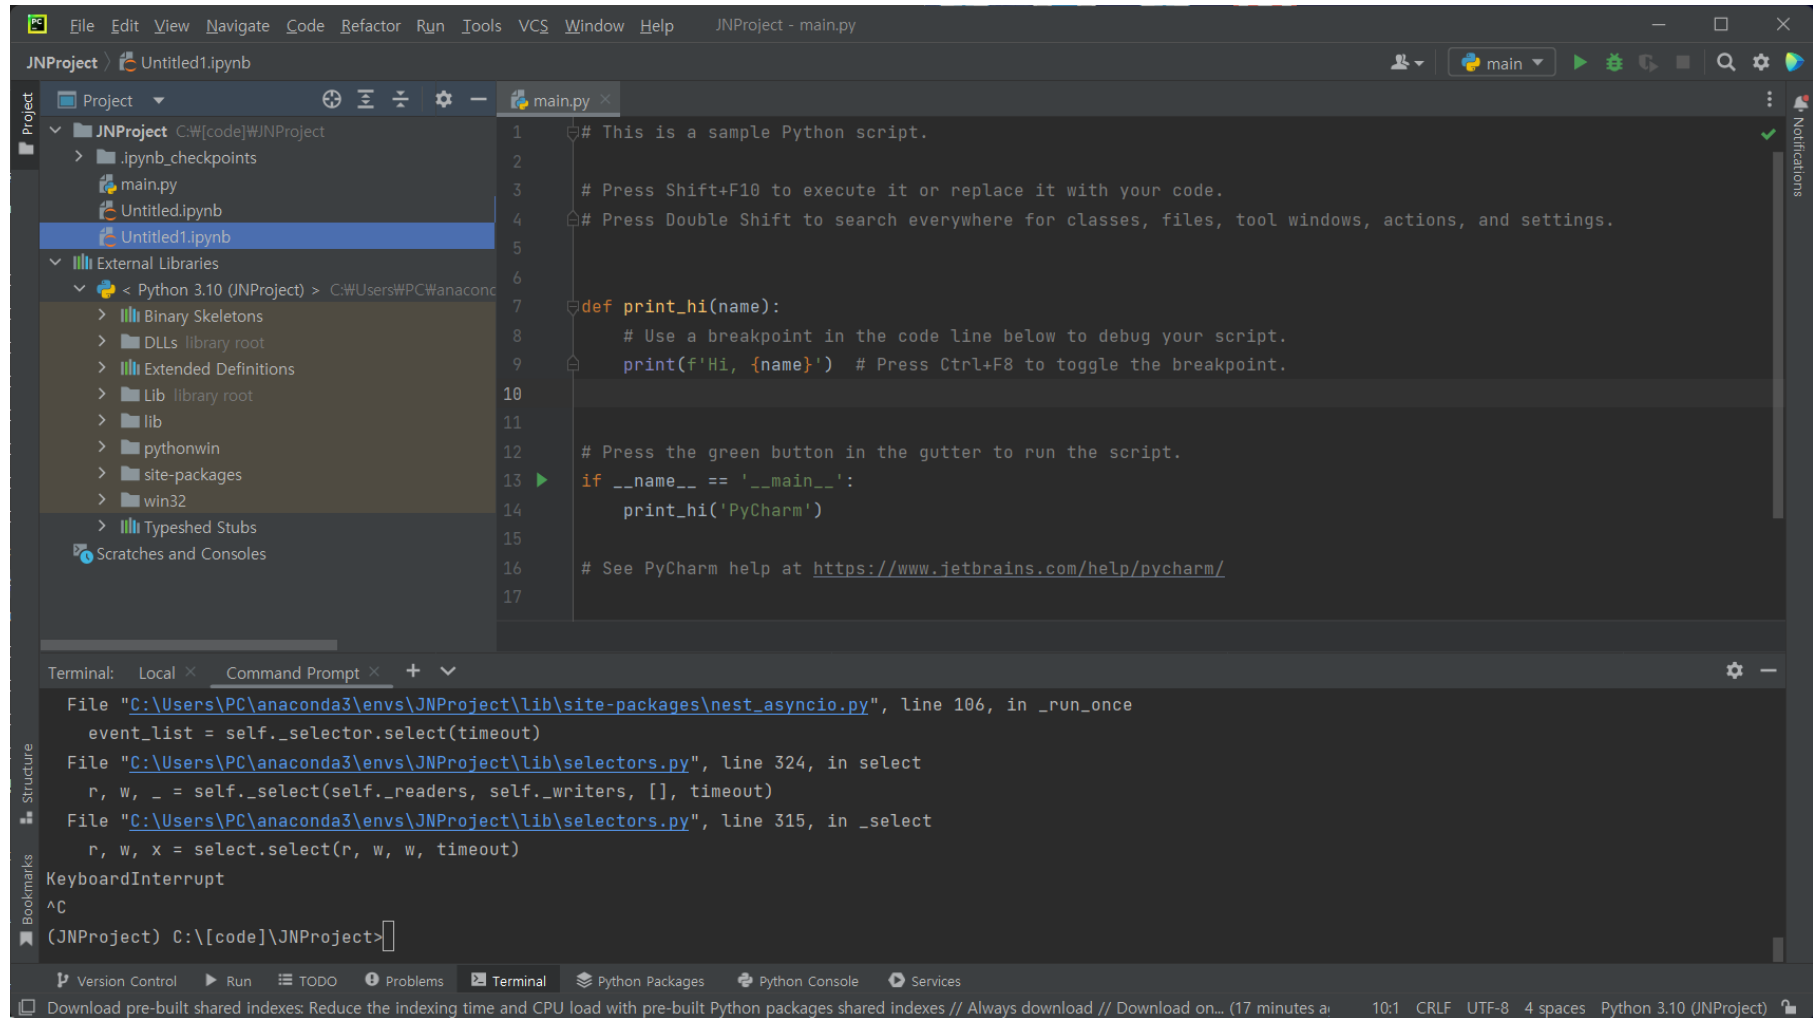 File Edit View Navigate Code Refactor Run Tools VCS Window Help JNProject - main.py
JNProject Untitled1.ipynb main
Project
Project
JNProject C:₩[code]₩JNProject
.ipynb_checkpoints
main.py
Untitled.ipynb
Untitled1.ipynb
External Libraries
< Python 3.10 (JNProject) > C:₩Users₩PC₩anacond
Binary Skeletons
DLLs library root
Extended Definitions
Lib library root
lib
pythonwin
site-packages
win32
Typeshed Stubs
Scratches and Consoles
main.py
1 # This is a sample Python script.
2
3 # Press Shift+F10 to execute it or replace it with your code.
4 # Press Double Shift to search everywhere for classes, files, tool windows, actions, and settings.
5
6
7 def print_hi(name):
8 # Use a breakpoint in the code line below to debug your script.
9 print(f'Hi, {name}') # Press Ctrl+F8 to toggle the breakpoint.
10
11
12 # Press the green button in the gutter to run the script.
13 if __name__ == '__main__':
14 print_hi('PyCharm')
15
16 # See PyCharm help at https://www.jetbrains.com/help/pycharm/
17
Notifications
Terminal: Local Command Prompt
File "C:\Users\PC\anaconda3\envs\JNProject\lib\site-packages\nest_asyncio.py", line 106, in _run_once
event_list = self._selector.select(timeout)
File "C:\Users\PC\anaconda3\envs\JNProject\lib\selectors.py", line 324, in select
r, w, _ = self._select(self._readers, self._writers, [], timeout)
File "C:\Users\PC\anaconda3\envs\JNProject\lib\selectors.py", line 315, in _select
r, w, x = select.select(r, w, w, timeout)
KeyboardInterrupt
^C
(JNProject) C:\[code]\JNProject>
Structure
Bookmarks
Version Control Run TODO Problems Terminal Python Packages Python Console Services
Download pre-built shared indexes: Reduce the indexing time and CPU load with pre-built Python packages shared indexes // Always download // Download on... (17 minutes a 10:1 CRLF UTF-8 4 spaces Python 3.10 (JNProject)